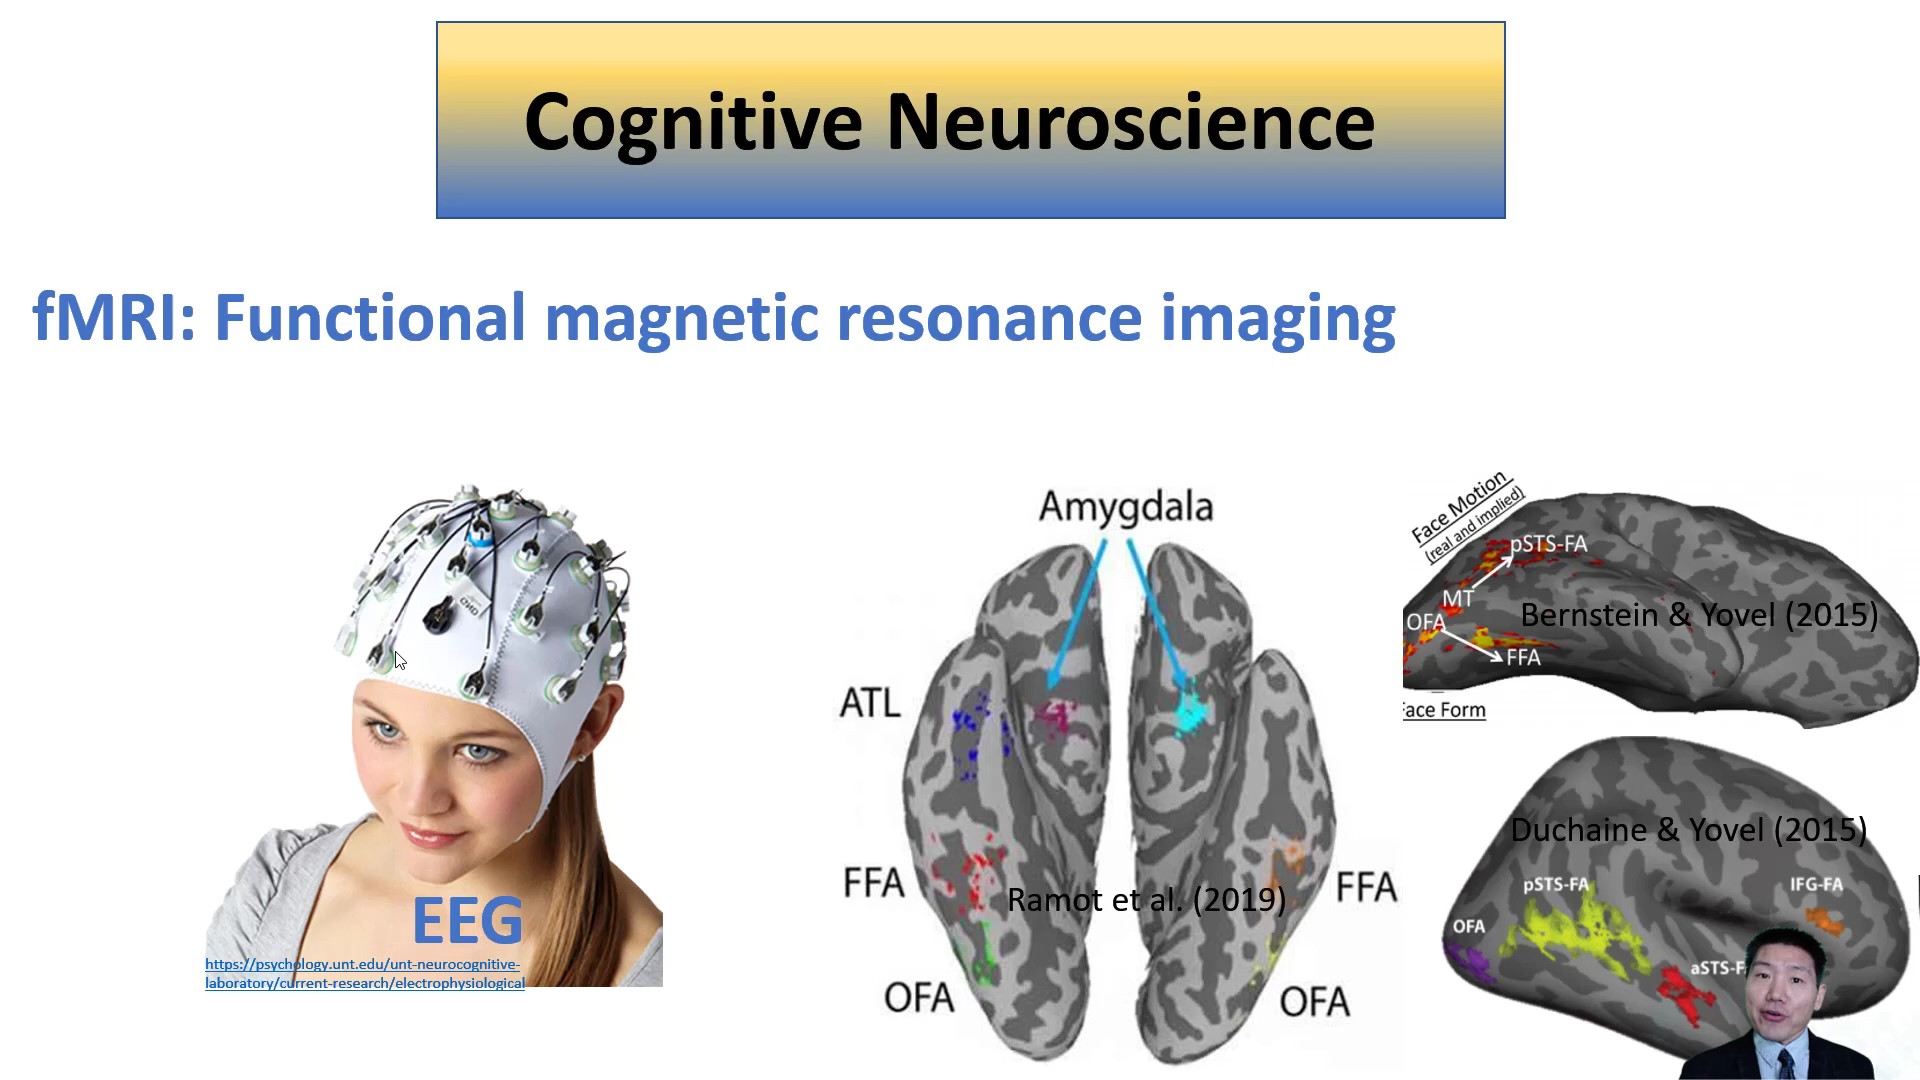 Cognitive Neuroscience
fMRI: Functional magnetic resonance imaging
EEG
https://psychology.unt.edu/unt-neurocognitive-
laboratory/current-research/electrophysiological
Amygdala
ATL
FFA
FFA
Ramot et al. (2019)
OFA
OFA
Face Motion
(real and implied)
pSTS-FA
MT
OFA
Bernstein & Yovel (2015)
FFA
Face Form
Duchaine & Yovel (2015)
pSTS-FA
IFG-FA
OFA
aSTS-F